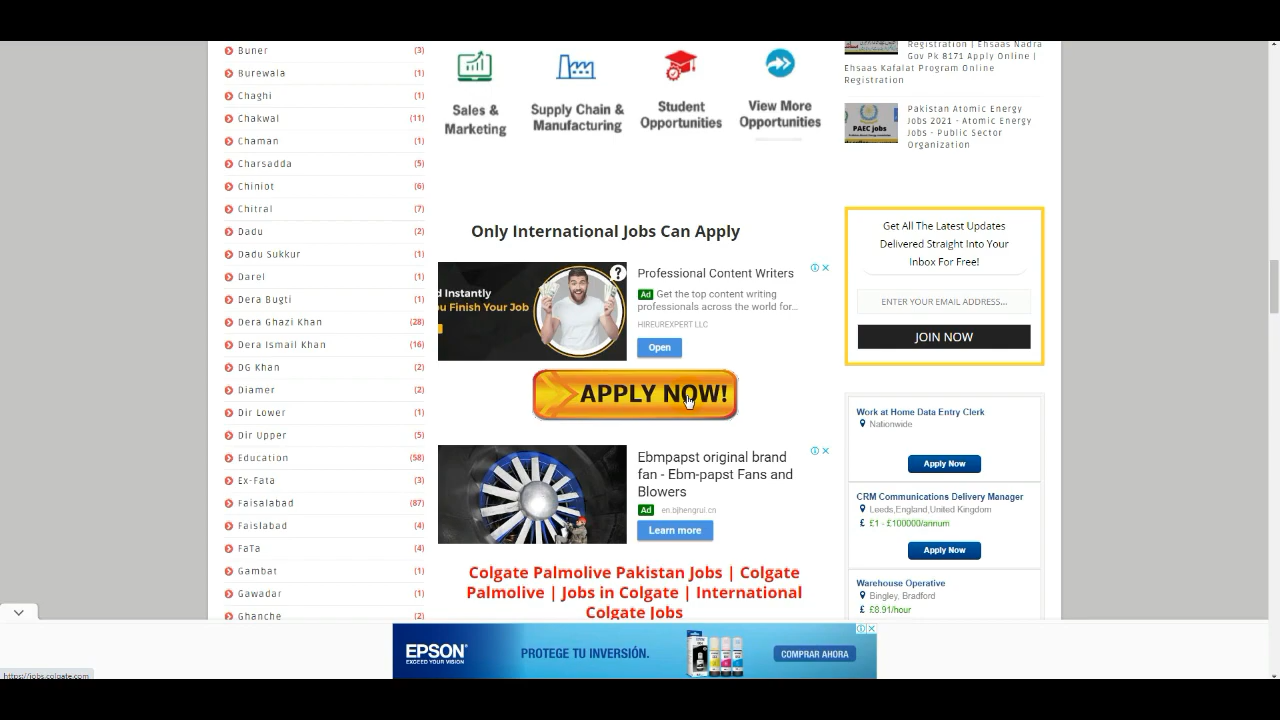 Buner (3)
Burewala (1)
Chaghi (1)
Chakwal (11)
Chaman (1)
Charsadda (5)
Chiniot (6)
Chitral (7)
Dadu (2)
Dadu Sukkur (1)
Darel (1)
Dera Bugti (1)
Dera Ghazi Khan (28)
Dera Ismail Khan (16)
DG Khan (2)
Diamer (2)
Dir Lower (1)
Dir Upper (5)
Education (58)
Ex-Fata (3)
Faisalabad (87)
Faislabad (4)
FaTa (4)
Gambat (1)
Gawadar (1)
Ghanche (2)
Sales &
Marketing
Supply Chain &
Manufacturing
Student
Opportunities
View More
Opportunities
Only International Jobs Can Apply
d Instantly
u Finish Your Job
?
Professional Content Writers
Ad Get the top content writing
professionals across the world for...
HIREUREXPERT LLC
Open
APPLY NOW!
Ebmpapst original brand
fan - Ebm-papst Fans and
Blowers
Ad en.bjhengrui.cn
Learn more
Colgate Palmolive Pakistan Jobs | Colgate
Palmolive | Jobs in Colgate | International
Colgate Jobs
Registration | Ehsaas Nadra
Gov Pk 8171 Apply Online |
Ehsaas Kafalat Program Online
Registration
PAEC jobs
Pakistan Atomic Energy
Jobs 2021 - Atomic Energy
Jobs - Public Sector
Organization
Get All The Latest Updates
Delivered Straight Into Your
Inbox For Free!
ENTER YOUR EMAIL ADDRESS...
JOIN NOW
Work at Home Data Entry Clerk
Nationwide
Apply Now
CRM Communications Delivery Manager
Leeds,England,United Kingdom
£ £1 - £100000/annum
Apply Now
Warehouse Operative
Bingley, Bradford
£ £8.91/hour
EPSON
EXCEED YOUR VISION
PROTEGE TU INVERSIÓN.
COMPRAR AHORA
https://jobs.colgate.com